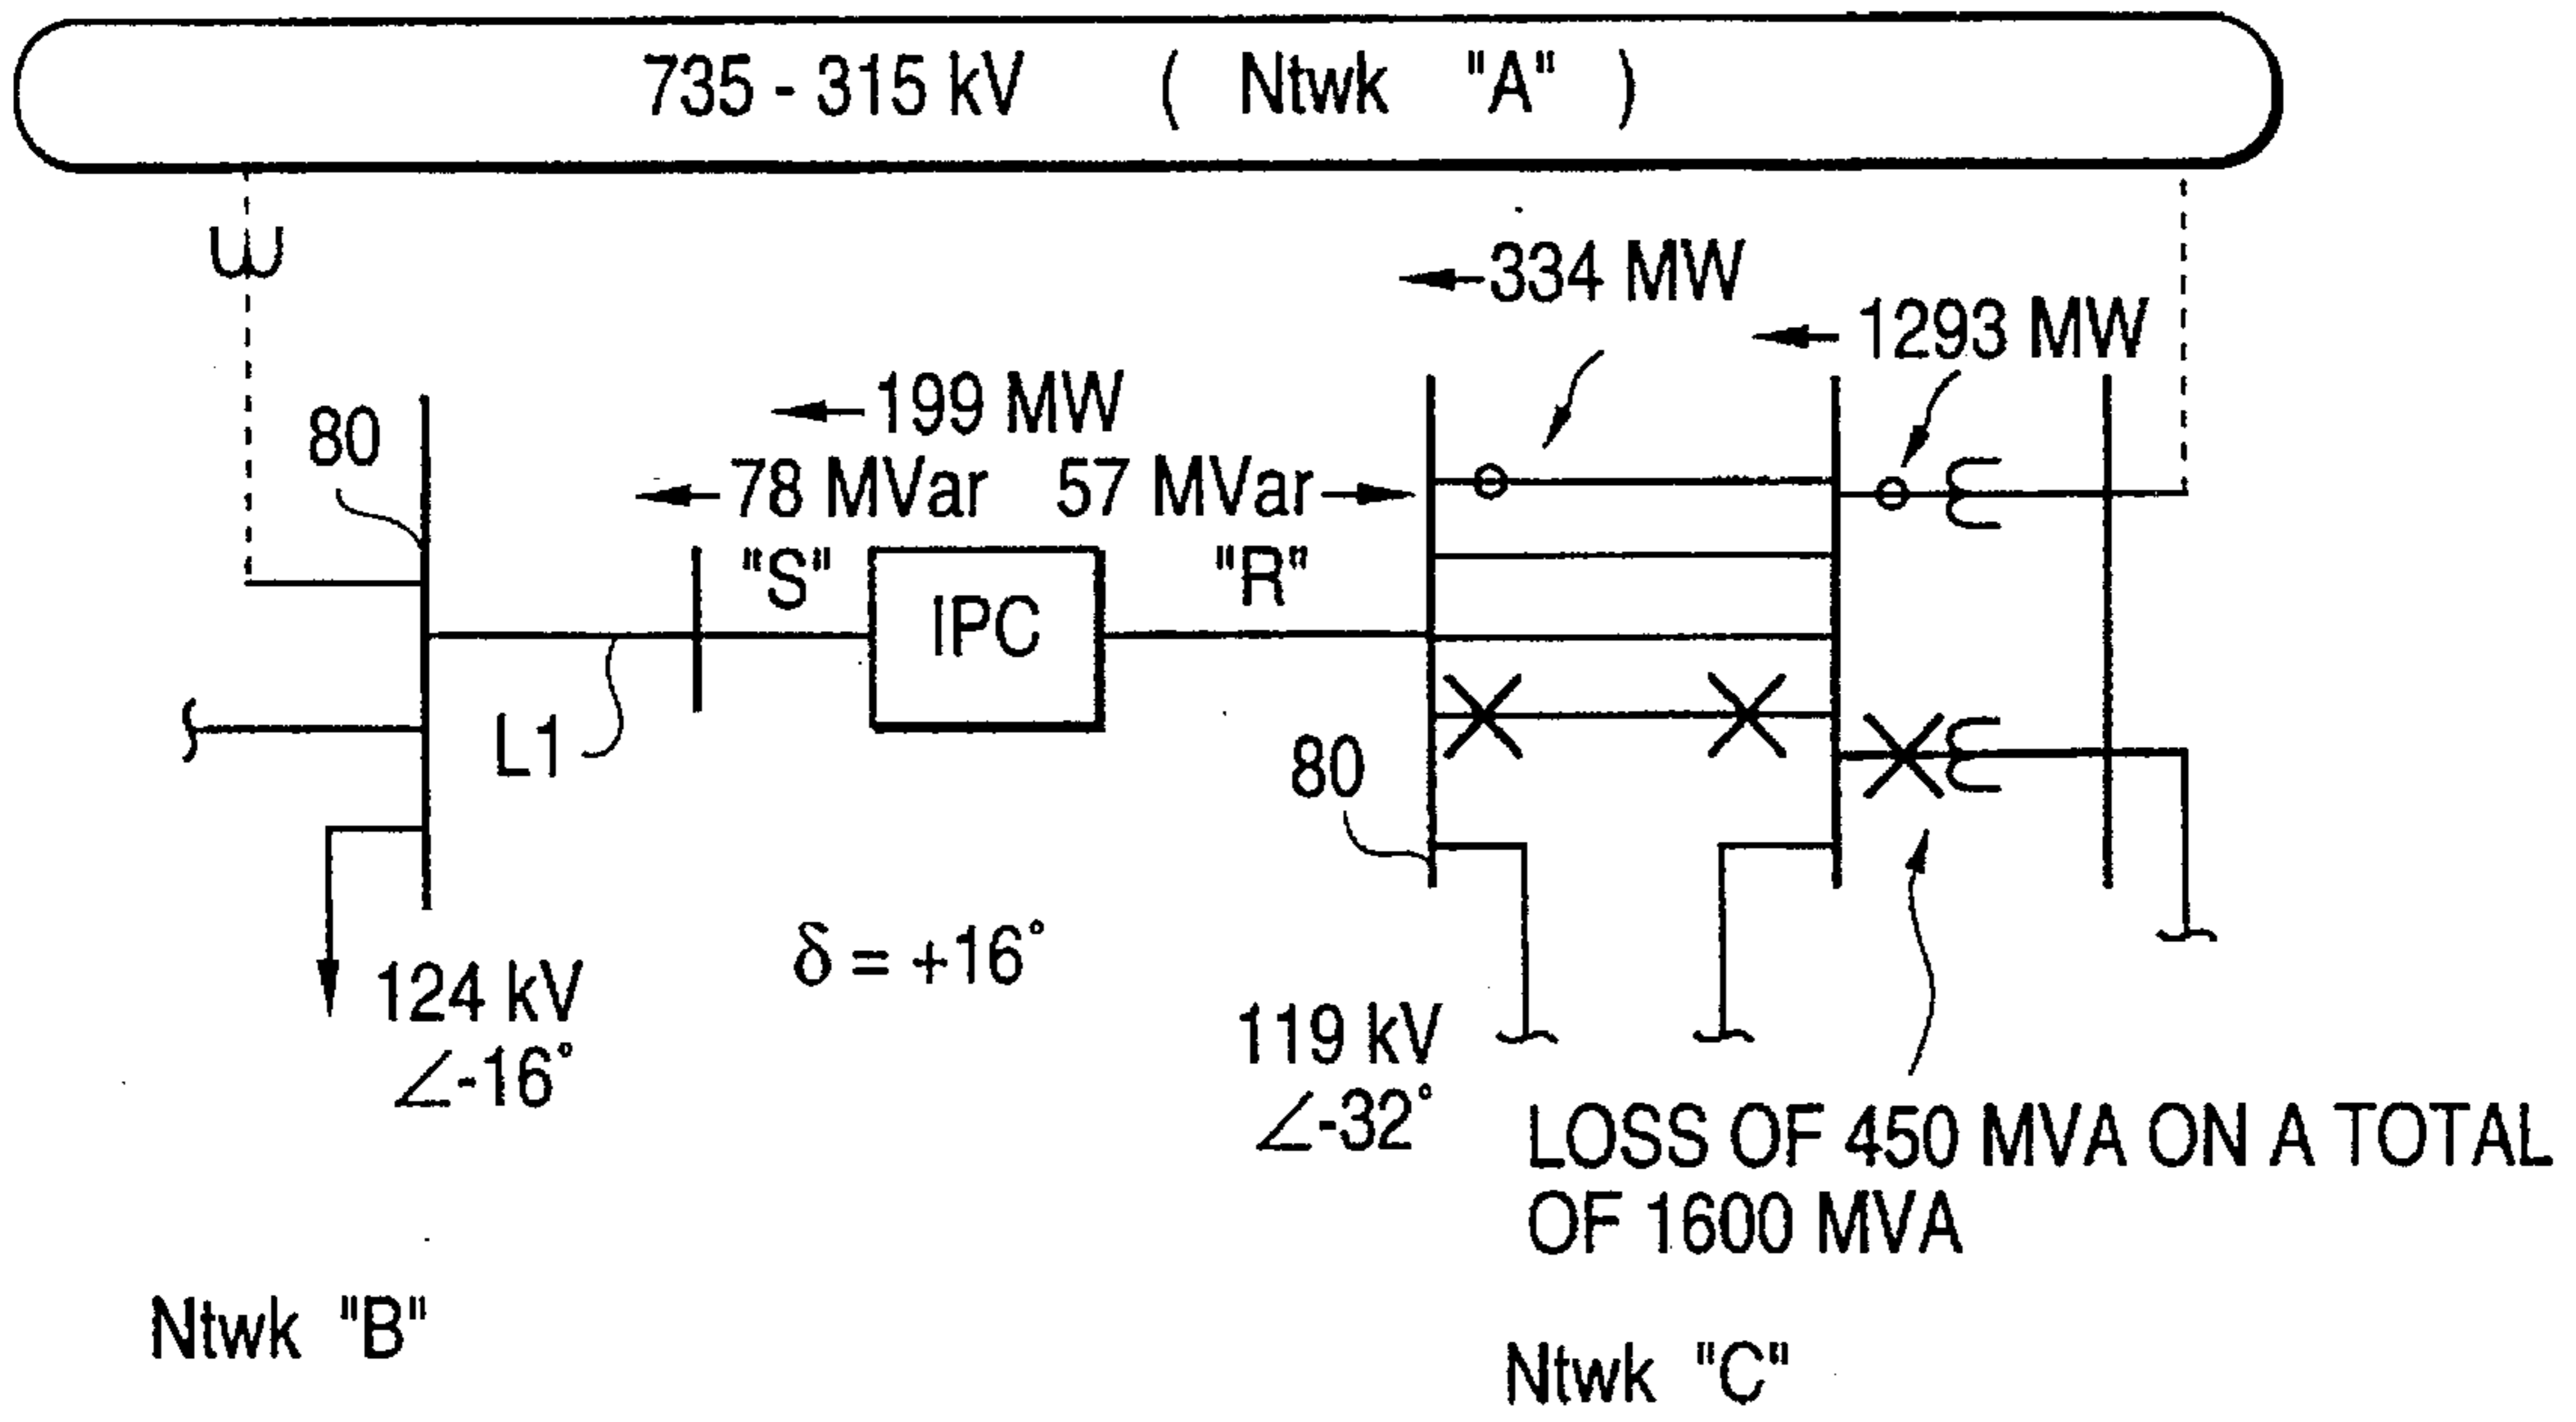 735 - 315 kV ( Ntwk "A" )
334 MW
1293 MW
199 MW
80
78 MVar
57 MVar
"S"
"R"
IPC
L1
80
δ = +16°
124 kV
∠-16°
119 kV
∠-32°
LOSS OF 450 MVA ON A TOTAL
OF 1600 MVA
Ntwk "B"
Ntwk "C"